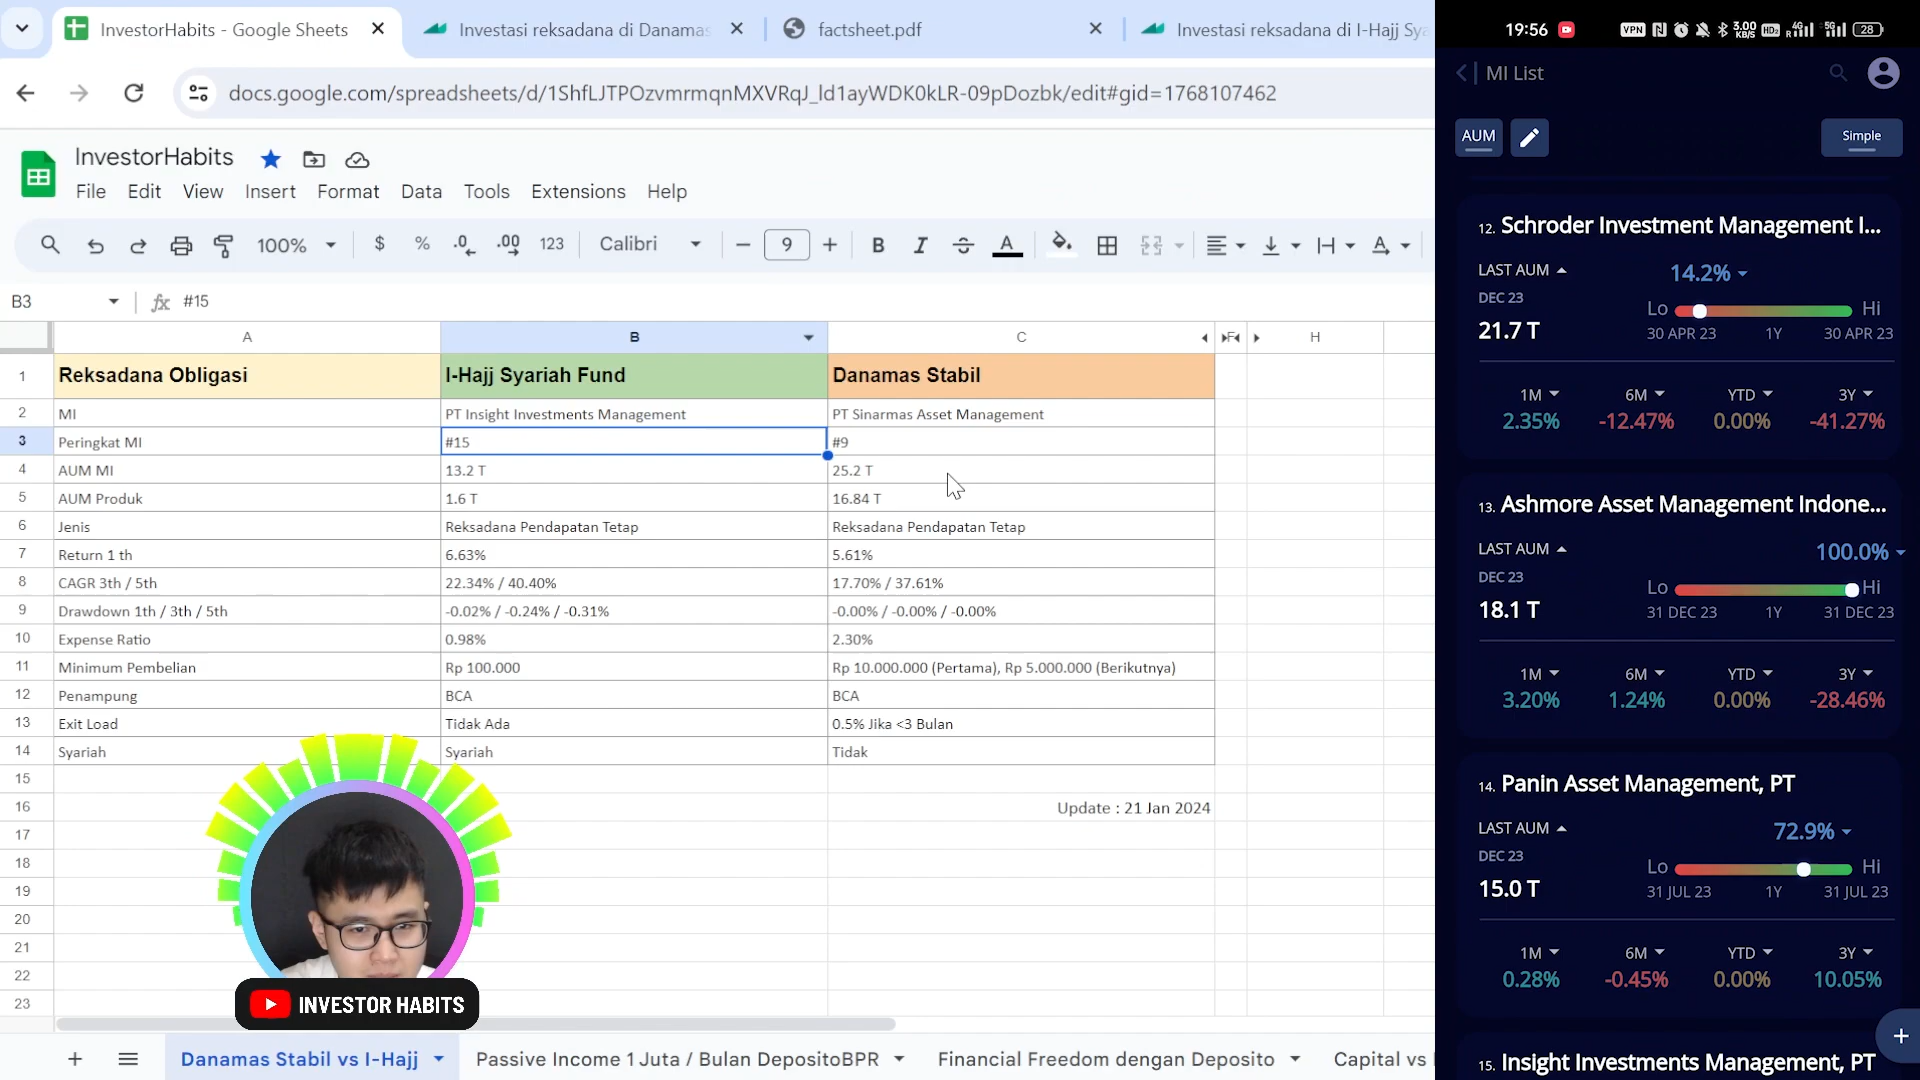 InvestorHabits - Google Sheets
Investasi reksadana di Danamas
factsheet.pdf
Investasi reksadana di I-Hajj Sya
docs.google.com/spreadsheets/d/1ShfLJTPOzvmrmqnMXVRqJ_ld1ayWDK0kLR-09pDozbk/edit#gid=1768107462
InvestorHabits
File Edit View Insert Format Data Tools Extensions Help
100% $ % .0 .00 123 Calibri 9 B I A
B3 fx #15
A B C F H
1 Reksadana Obligasi I-Hajj Syariah Fund Danamas Stabil
2 MI PT Insight Investments Management PT Sinarmas Asset Management
3 Peringkat MI #15 #9
4 AUM MI 13.2 T 25.2 T
5 AUM Produk 1.6 T 16.84 T
6 Jenis Reksadana Pendapatan Tetap Reksadana Pendapatan Tetap
7 Return 1 th 6.63% 5.61%
8 CAGR 3th / 5th 22.34% / 40.40% 17.70% / 37.61%
9 Drawdown 1th / 3th / 5th -0.02% / -0.24% / -0.31% -0.00% / -0.00% / -0.00%
10 Expense Ratio 0.98% 2.30%
11 Minimum Pembelian Rp 100.000 Rp 10.000.000 (Pertama), Rp 5.000.000 (Berikutnya)
12 Penampung BCA BCA
13 Exit Load Tidak Ada 0.5% Jika <3 Bulan
14 Syariah Syariah Tidak
15
16 Update : 21 Jan 2024
17
18
19
20
21
22
23
INVESTOR HABITS
Danamas Stabil vs I-Hajj Passive Income 1 Juta / Bulan DepositoBPR Financial Freedom dengan Deposito Capital vs
19:56 VPN 3.00 KB/S HD2 4G 5G 28
MI List
AUM Simple
12. Schroder Investment Management I...
LAST AUM 14.2%
DEC 23 Lo Hi
21.7 T 30 APR 23 1Y 30 APR 23
1M 6M YTD 3Y
2.35% -12.47% 0.00% -41.27%
13. Ashmore Asset Management Indone...
LAST AUM 100.0%
DEC 23 Lo Hi
18.1 T 31 DEC 23 1Y 31 DEC 23
1M 6M YTD 3Y
3.20% 1.24% 0.00% -28.46%
14. Panin Asset Management, PT
LAST AUM 72.9%
DEC 23 Lo Hi
15.0 T 31 JUL 23 1Y 31 JUL 23
1M 6M YTD 3Y
0.28% -0.45% 0.00% 10.05%
15. Insight Investments Management, PT